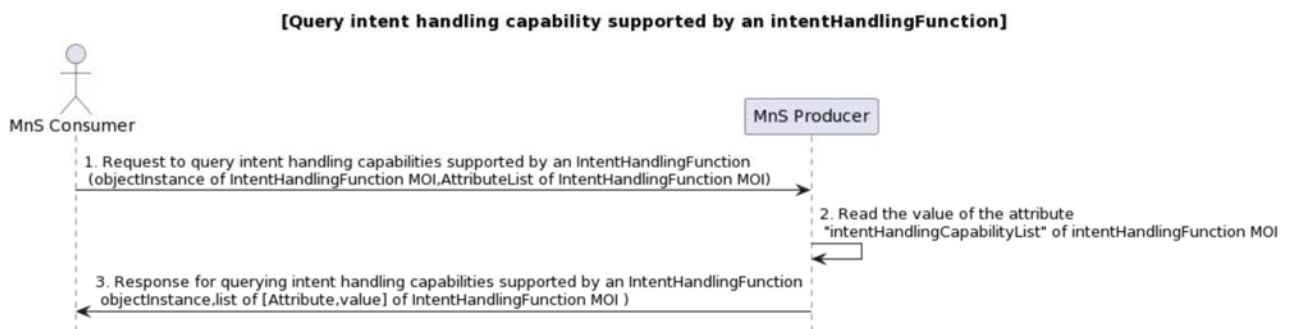 [Query intent handling capability supported by an intentHandlingFunction]
MnS Consumer
MnS Producer
1. Request to query intent handling capabilities supported by an IntentHandlingFunction
(objectInstance of IntentHandlingFunction MOI,AttributeList of IntentHandlingFunction MOI)
2. Read the value of the attribute
"intentHandlingCapabilityList" of intentHandlingFunction MOI
3. Response for querying intent handling capabilities supported by an IntentHandlingFunction
objectInstance,list of [Attribute,value] of IntentHandlingFunction MOI )